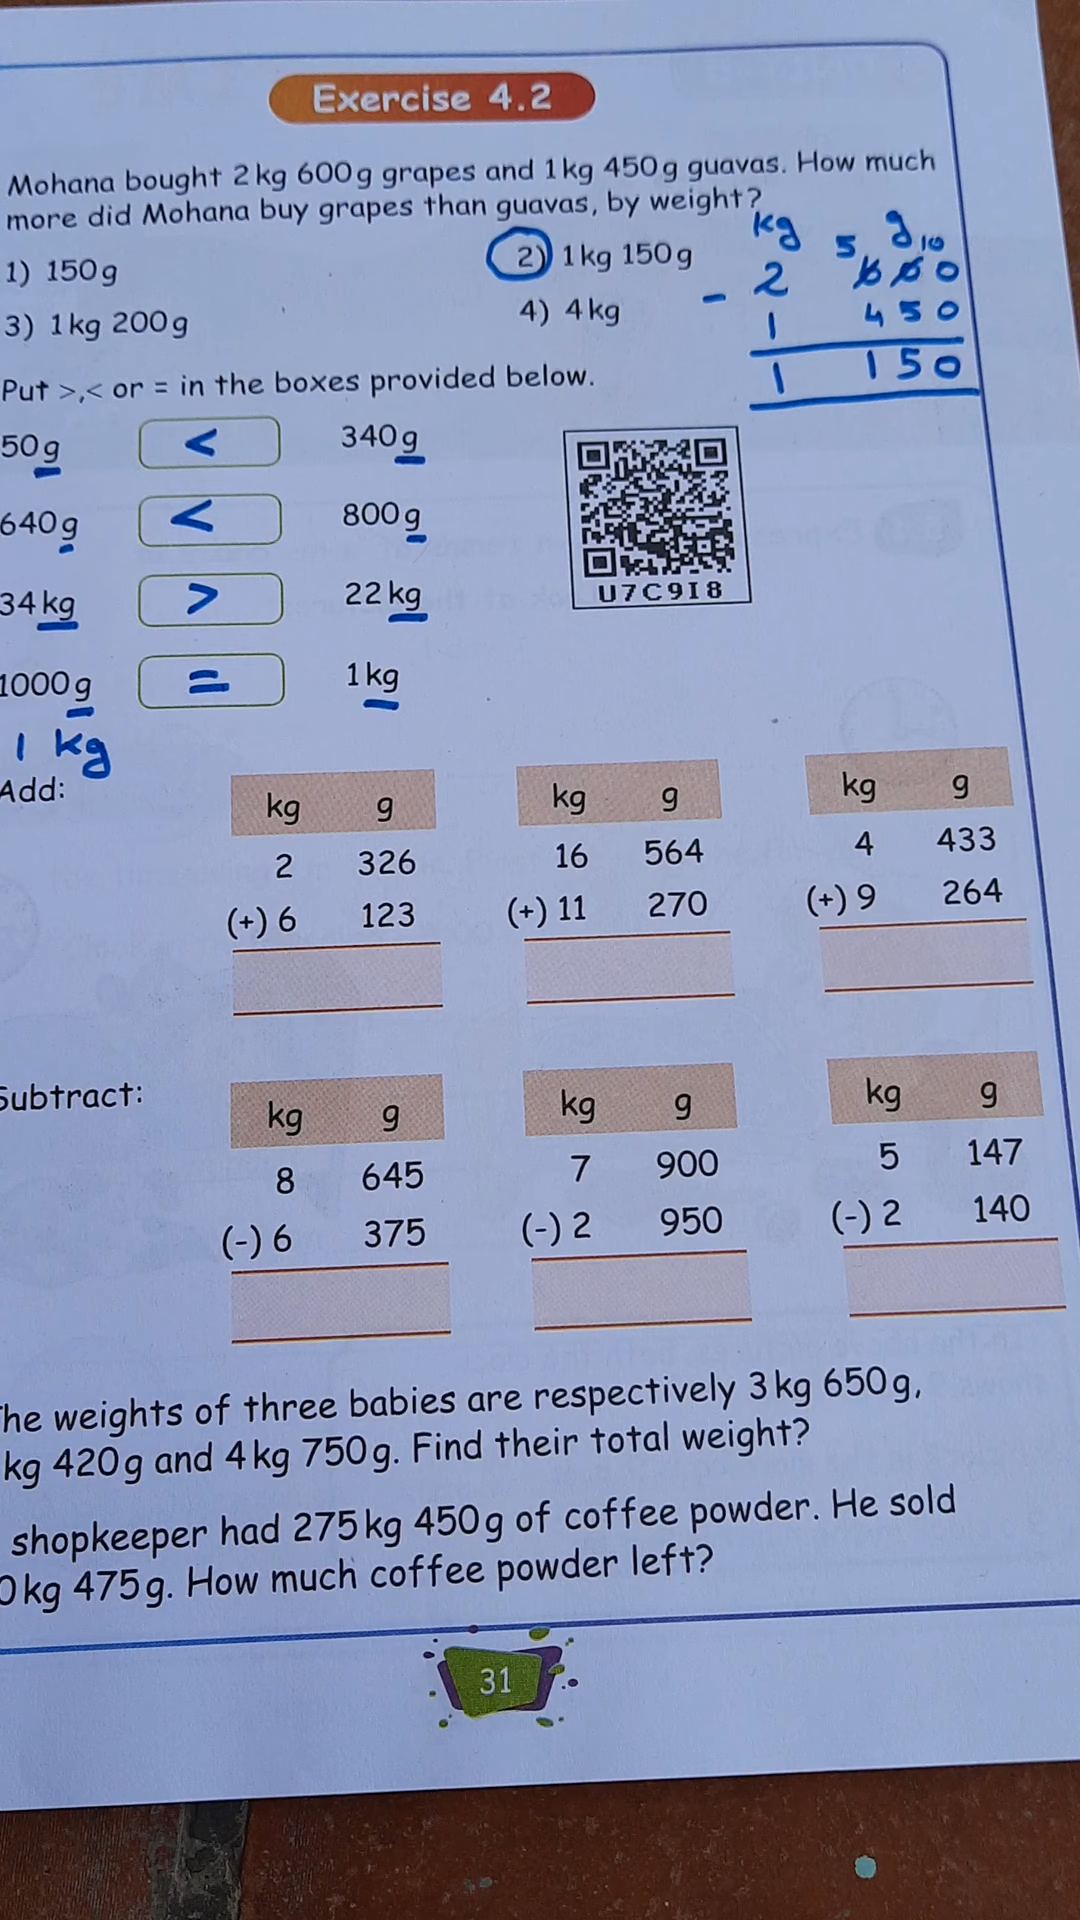 Exercise 4.2
Mohana bought 2 kg 600 g grapes and 1 kg 450 g guavas. How much
more did Mohana buy grapes than guavas, by weight?
1) 150 g
2) 1 kg 150 g
3) 1 kg 200 g
4) 4 kg
kg g
5 10
2 600
- 1 450
1 150
Put >,< or = in the boxes provided below.
50 g < 340 g
640 g < 800 g
34 kg > 22 kg
1000 g = 1 kg
1 kg
U7C9I8
Add:
kg g kg g kg g
2 326 16 564 4 433
(+) 6 123 (+) 11 270 (+) 9 264
Subtract:
kg g kg g kg g
8 645 7 900 5 147
(-) 6 375 (-) 2 950 (-) 2 140
he weights of three babies are respectively 3 kg 650 g,
kg 420 g and 4 kg 750 g. Find their total weight?
shopkeeper had 275 kg 450 g of coffee powder. He sold
0 kg 475 g. How much coffee powder left?
31